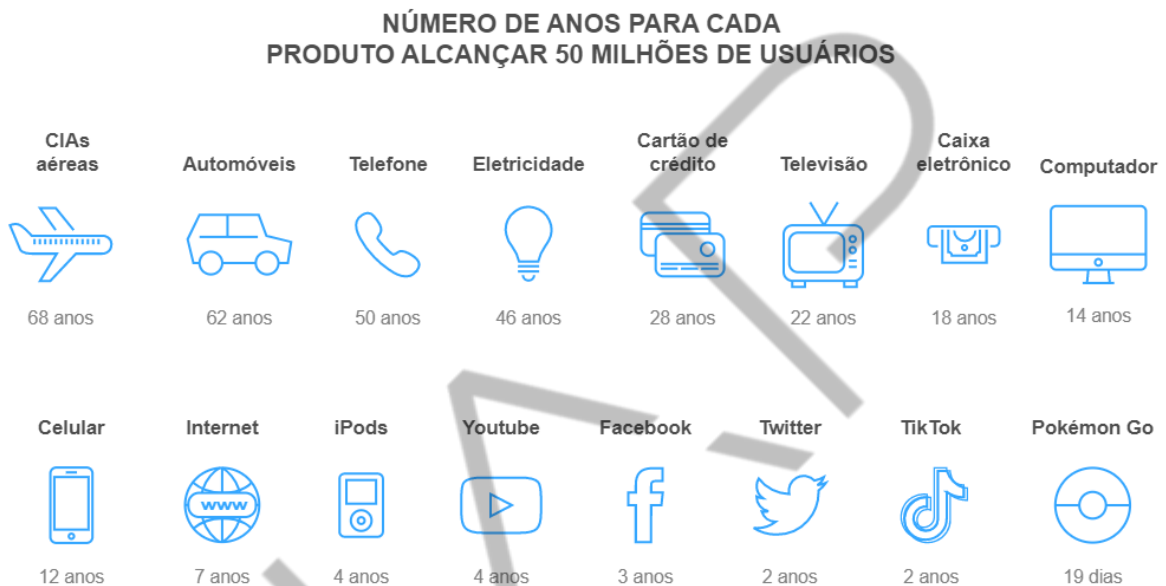 NÚMERO DE ANOS PARA CADA
PRODUTO ALCANÇAR 50 MILHÕES DE USUÁRIOS
CIAs
aéreas
Automóveis
Telefone
Eletricidade
Cartão de
crédito
Televisão
Caixa
eletrônico
Computador
68 anos
62 anos
50 anos
46 anos
28 anos
22 anos
18 anos
14 anos
Celular
Internet
iPods
Youtube
Facebook
Twitter
TikTok
Pokémon Go
www
12 anos
7 anos
4 anos
4 anos
3 anos
2 anos
2 anos
19 dias